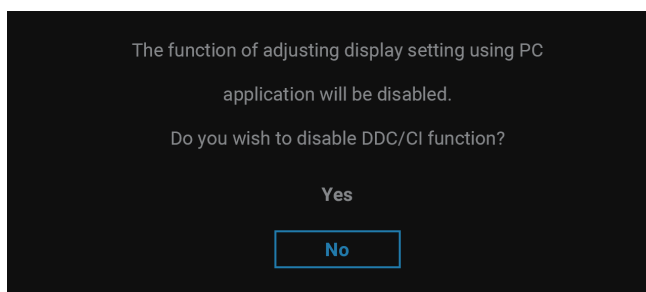 The function of adjusting display setting using PC
application will be disabled.
Do you wish to disable DDC/CI function?
Yes
No